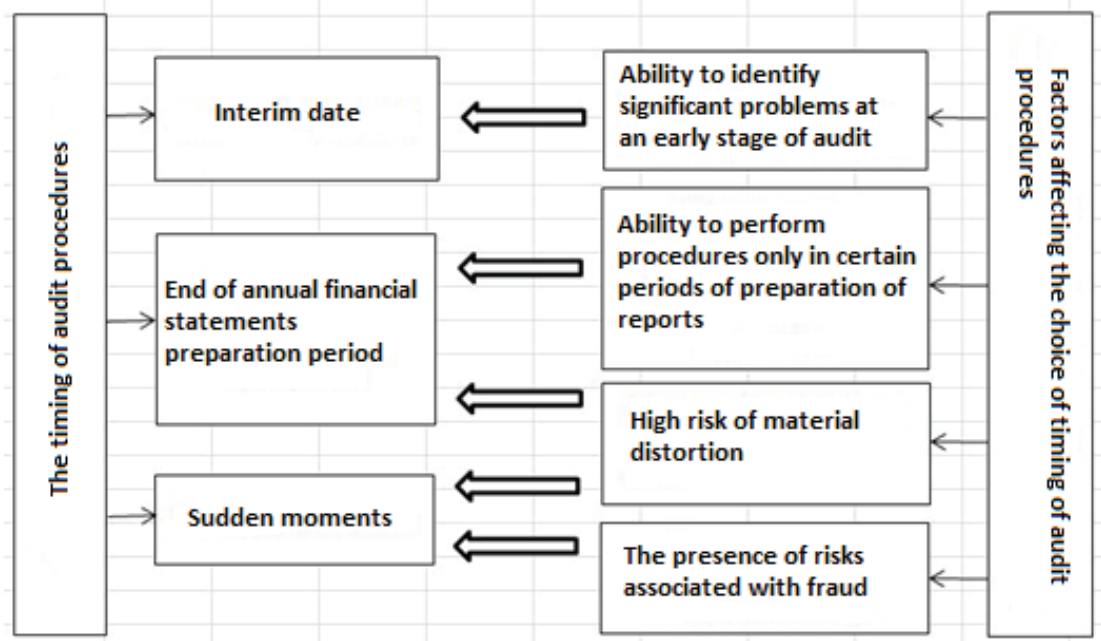 The timing of audit procedures
Interim date
End of annual financial
statements
preparation period
Sudden moments
Ability to identify
significant problems at
an early stage of audit
Ability to perform
procedures only in certain
periods of preparation of
reports
High risk of material
distortion
The presence of risks
associated with fraud
Factors affecting the choice of timing of audit
procedures